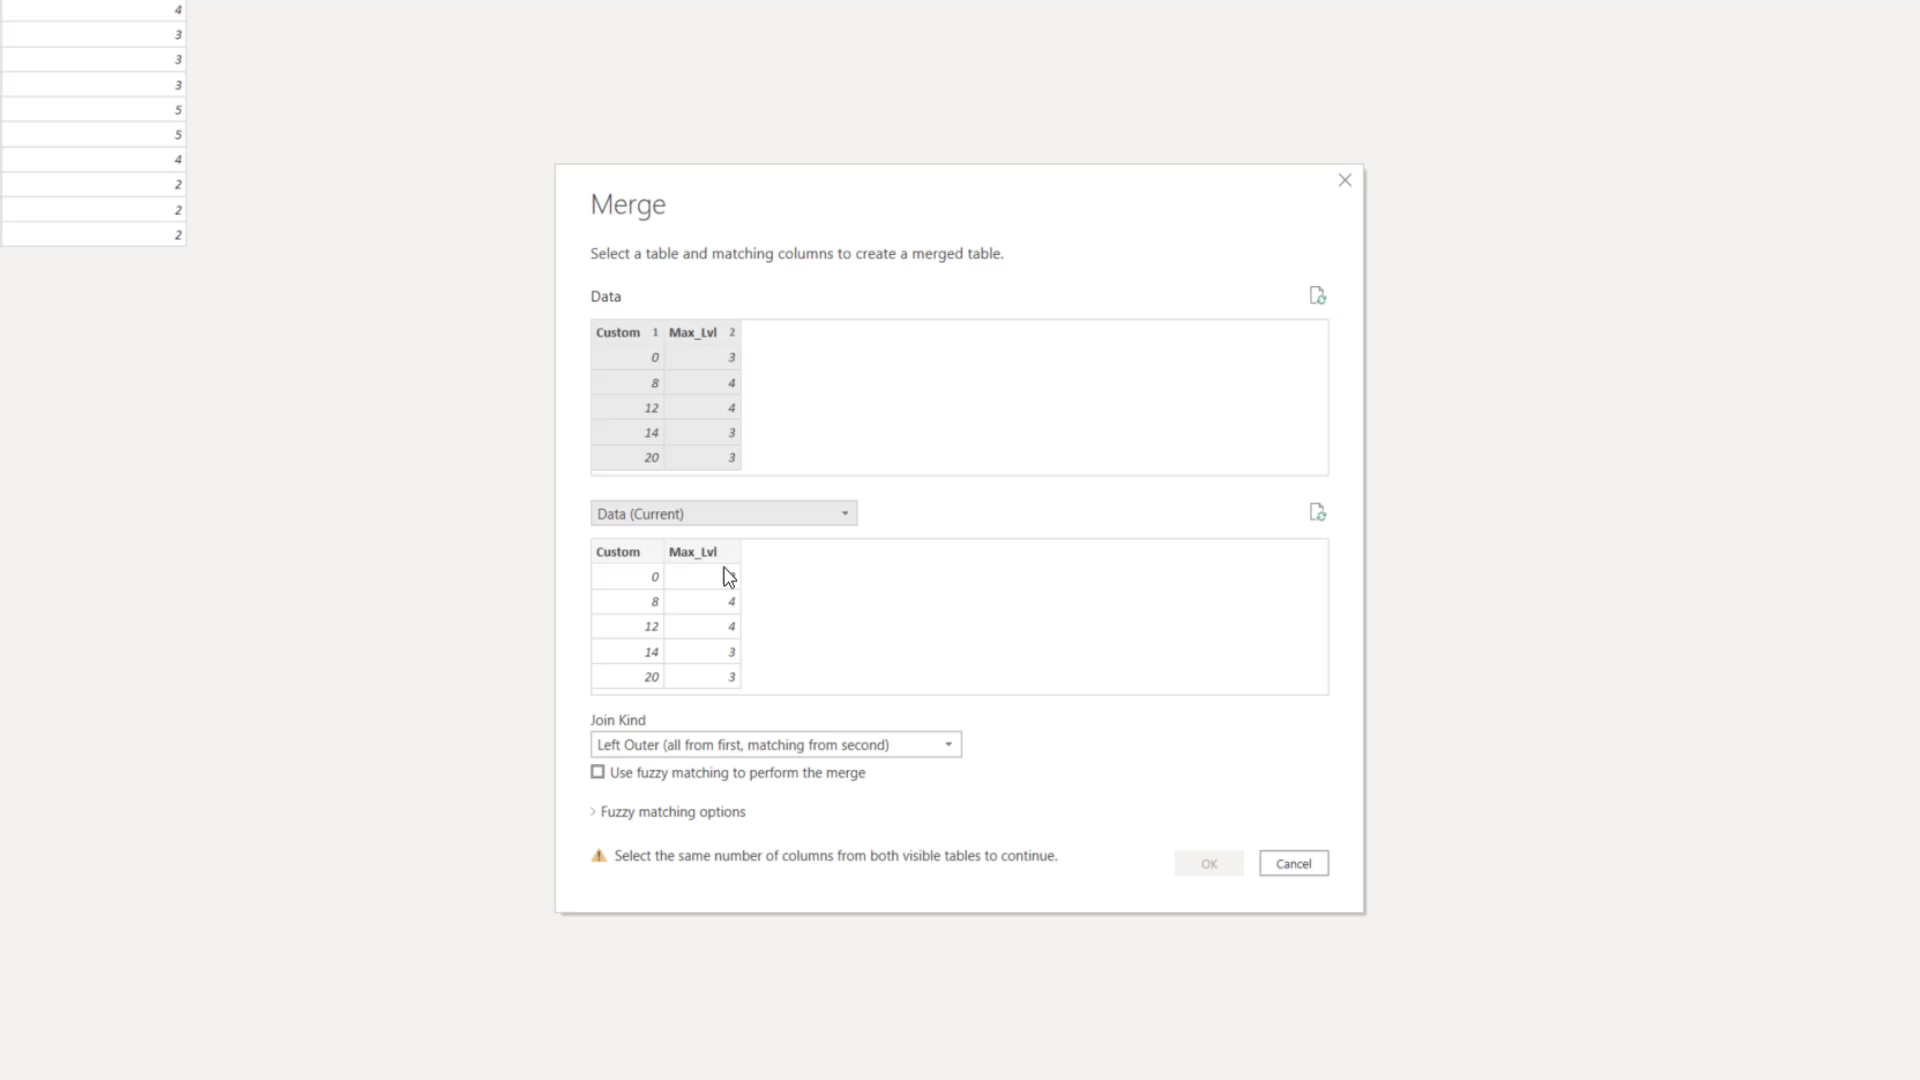 4
3
3
3
5
5
4
2
2
2
Merge
Select a table and matching columns to create a merged table.
Data
Custom 1 Max_Lvl 2
0 3
8 4
12 4
14 3
20 3
Data (Current)
Custom Max_Lvl
0
8 4
12 4
14 3
20 3
Join Kind
Left Outer (all from first, matching from second)
Use fuzzy matching to perform the merge
Fuzzy matching options
Select the same number of columns from both visible tables to continue.
OK Cancel